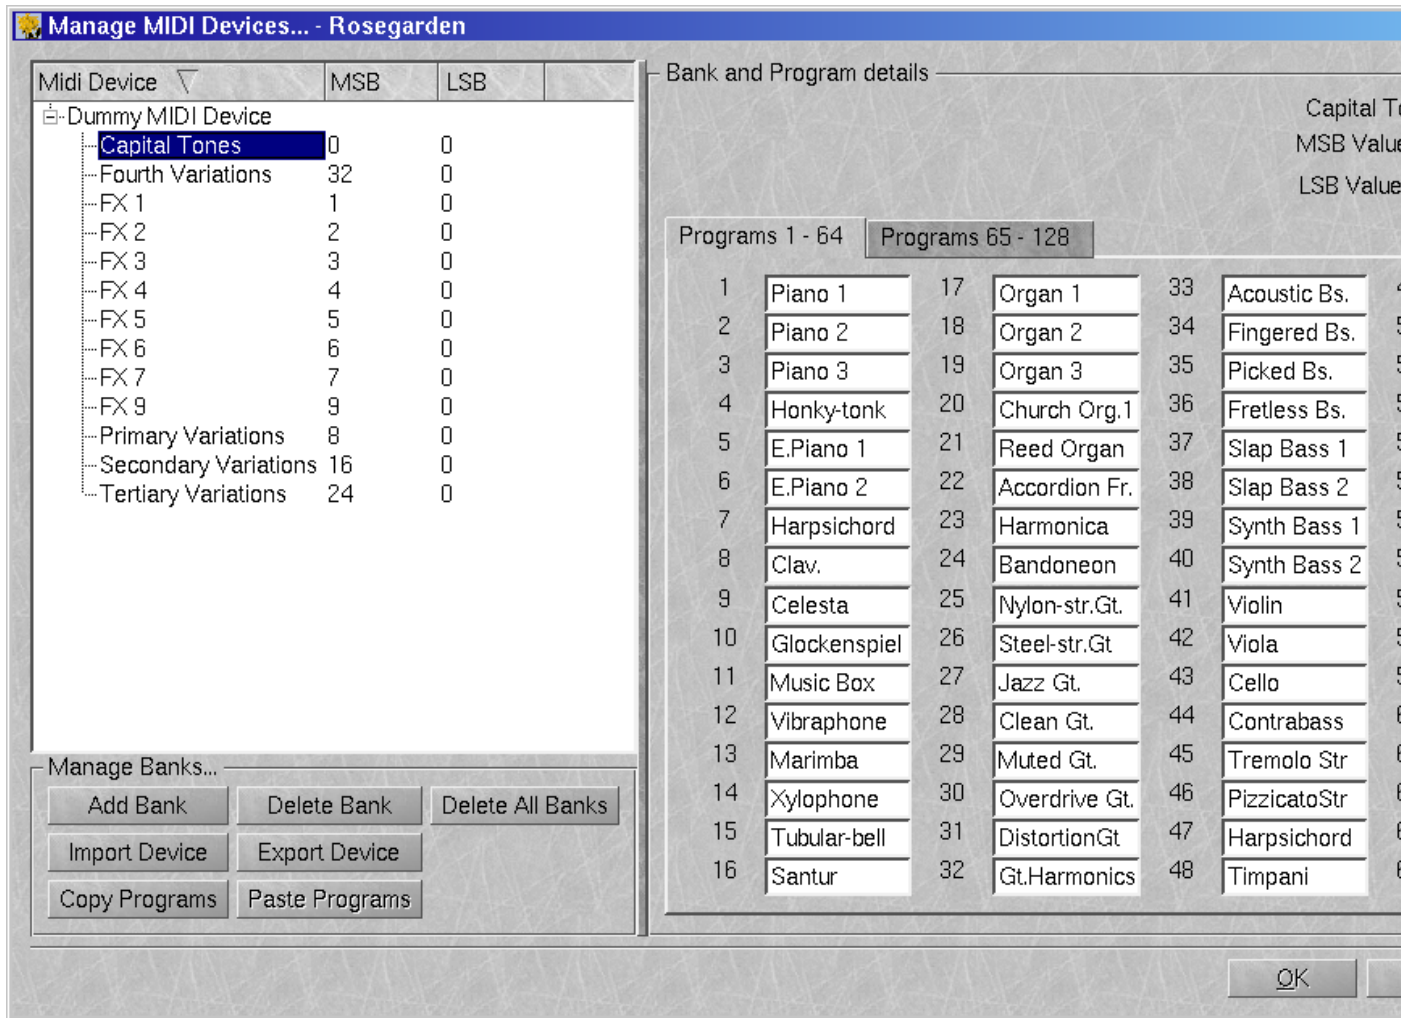 Manage MIDI Devices... - Rosegarden
Midi Device MSB LSB
Dummy MIDI Device
Capital Tones 0 0
Fourth Variations 32 0
FX 1 1 0
FX 2 2 0
FX 3 3 0
FX 4 4 0
FX 5 5 0
FX 6 6 0
FX 7 7 0
FX 9 9 0
Primary Variations 8 0
Secondary Variations 16 0
Tertiary Variations 24 0
Manage Banks...
Add Bank Delete Bank Delete All Banks
Import Device Export Device
Copy Programs Paste Programs
Bank and Program details
Capital
MSB Value
LSB Value
Programs 1 - 64 Programs 65 - 128
1 Piano 1 17 Organ 1 33 Acoustic Bs.
2 Piano 2 18 Organ 2 34 Fingered Bs.
3 Piano 3 19 Organ 3 35 Picked Bs.
4 Honky-tonk 20 Church Org.1 36 Fretless Bs.
5 E.Piano 1 21 Reed Organ 37 Slap Bass 1
6 E.Piano 2 22 Accordion Fr. 38 Slap Bass 2
7 Harpsichord 23 Harmonica 39 Synth Bass 1
8 Clav. 24 Bandoneon 40 Synth Bass 2
9 Celesta 25 Nylon-str.Gt. 41 Violin
10 Glockenspiel 26 Steel-str.Gt 42 Viola
11 Music Box 27 Jazz Gt. 43 Cello
12 Vibraphone 28 Clean Gt. 44 Contrabass
13 Marimba 29 Muted Gt. 45 Tremolo Str
14 Xylophone 30 Overdrive Gt. 46 PizzicatoStr
15 Tubular-bell 31 DistortionGt 47 Harpsichord
16 Santur 32 Gt.Harmonics 48 Timpani
OK